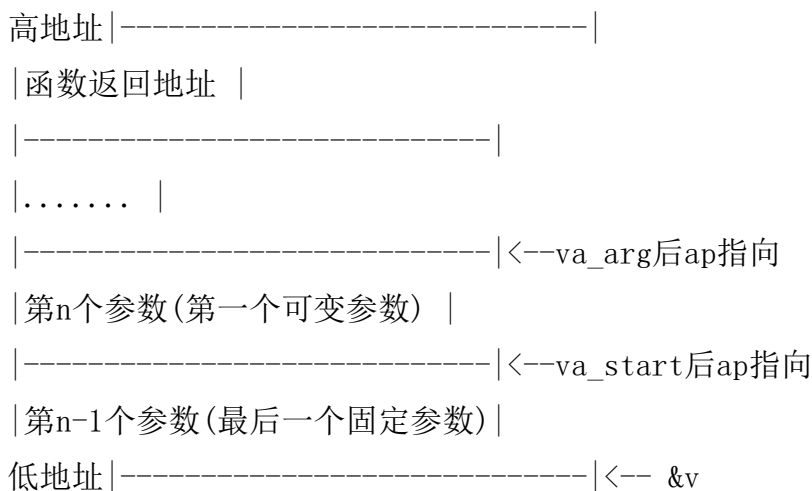 高地址|-----------------------------|
|函数返回地址 |
|-----------------------------|
|....... |
|-----------------------------|<--va_arg后ap指向
|第n个参数(第一个可变参数) |
|-----------------------------|<--va_start后ap指向
|第n-1个参数(最后一个固定参数)|
低地址|-----------------------------|<-- &v